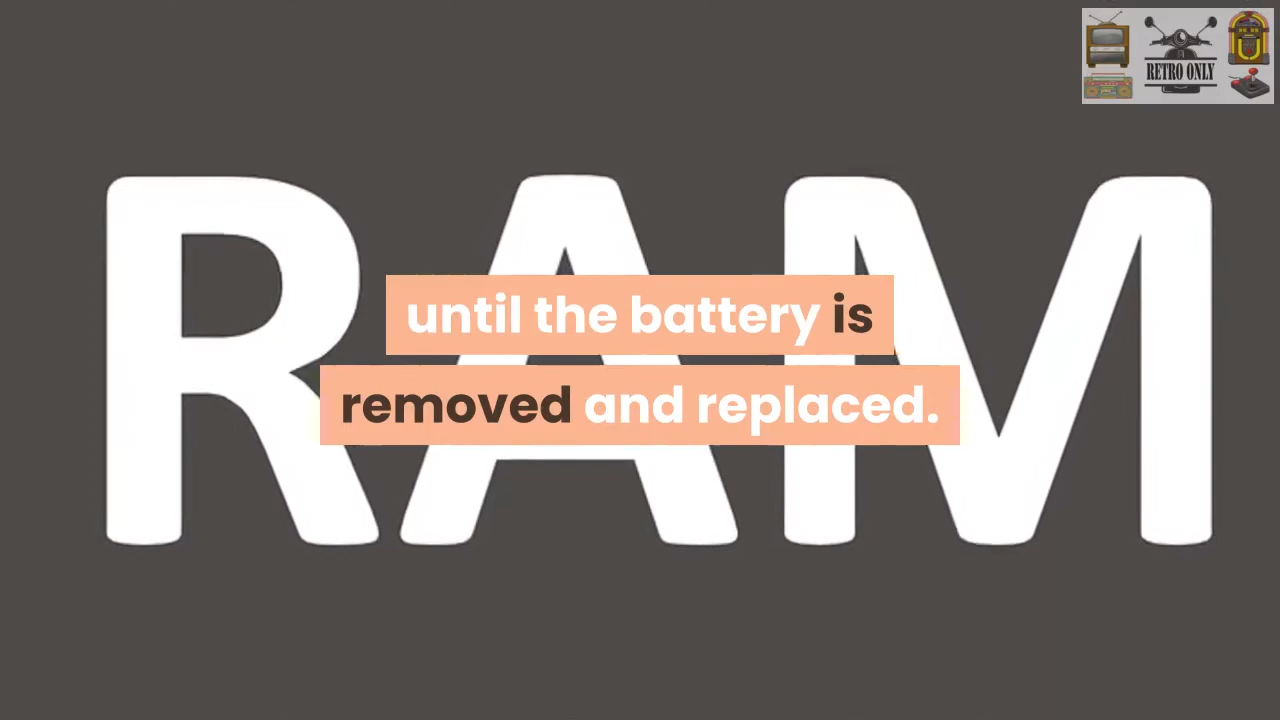 RETRO ONLY
RAM
until the battery is
removed and replaced.